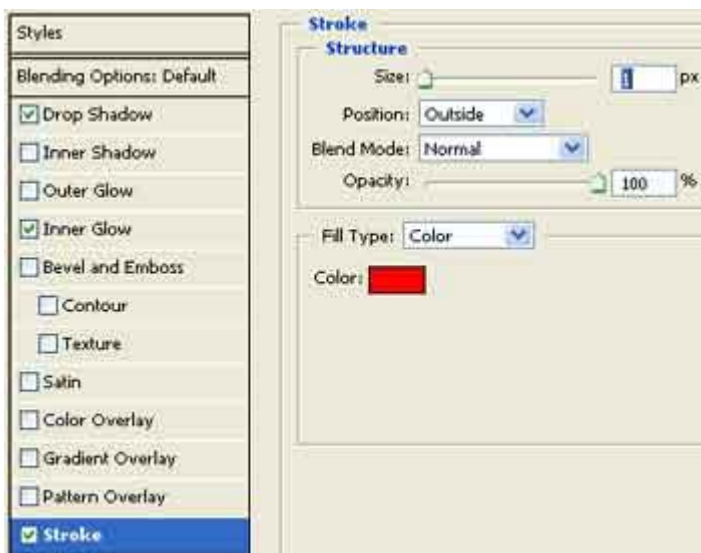 Styles
Blending Options: Default
Drop Shadow
Inner Shadow
Outer Glow
Inner Glow
Bevel and Emboss
Contour
Texture
Satin
Color Overlay
Gradient Overlay
Pattern Overlay
Stroke
Stroke
Structure
Size: 1 px
Position: Outside
Blend Mode: Normal
Opacity: 100 %
Fill Type: Color
Color: